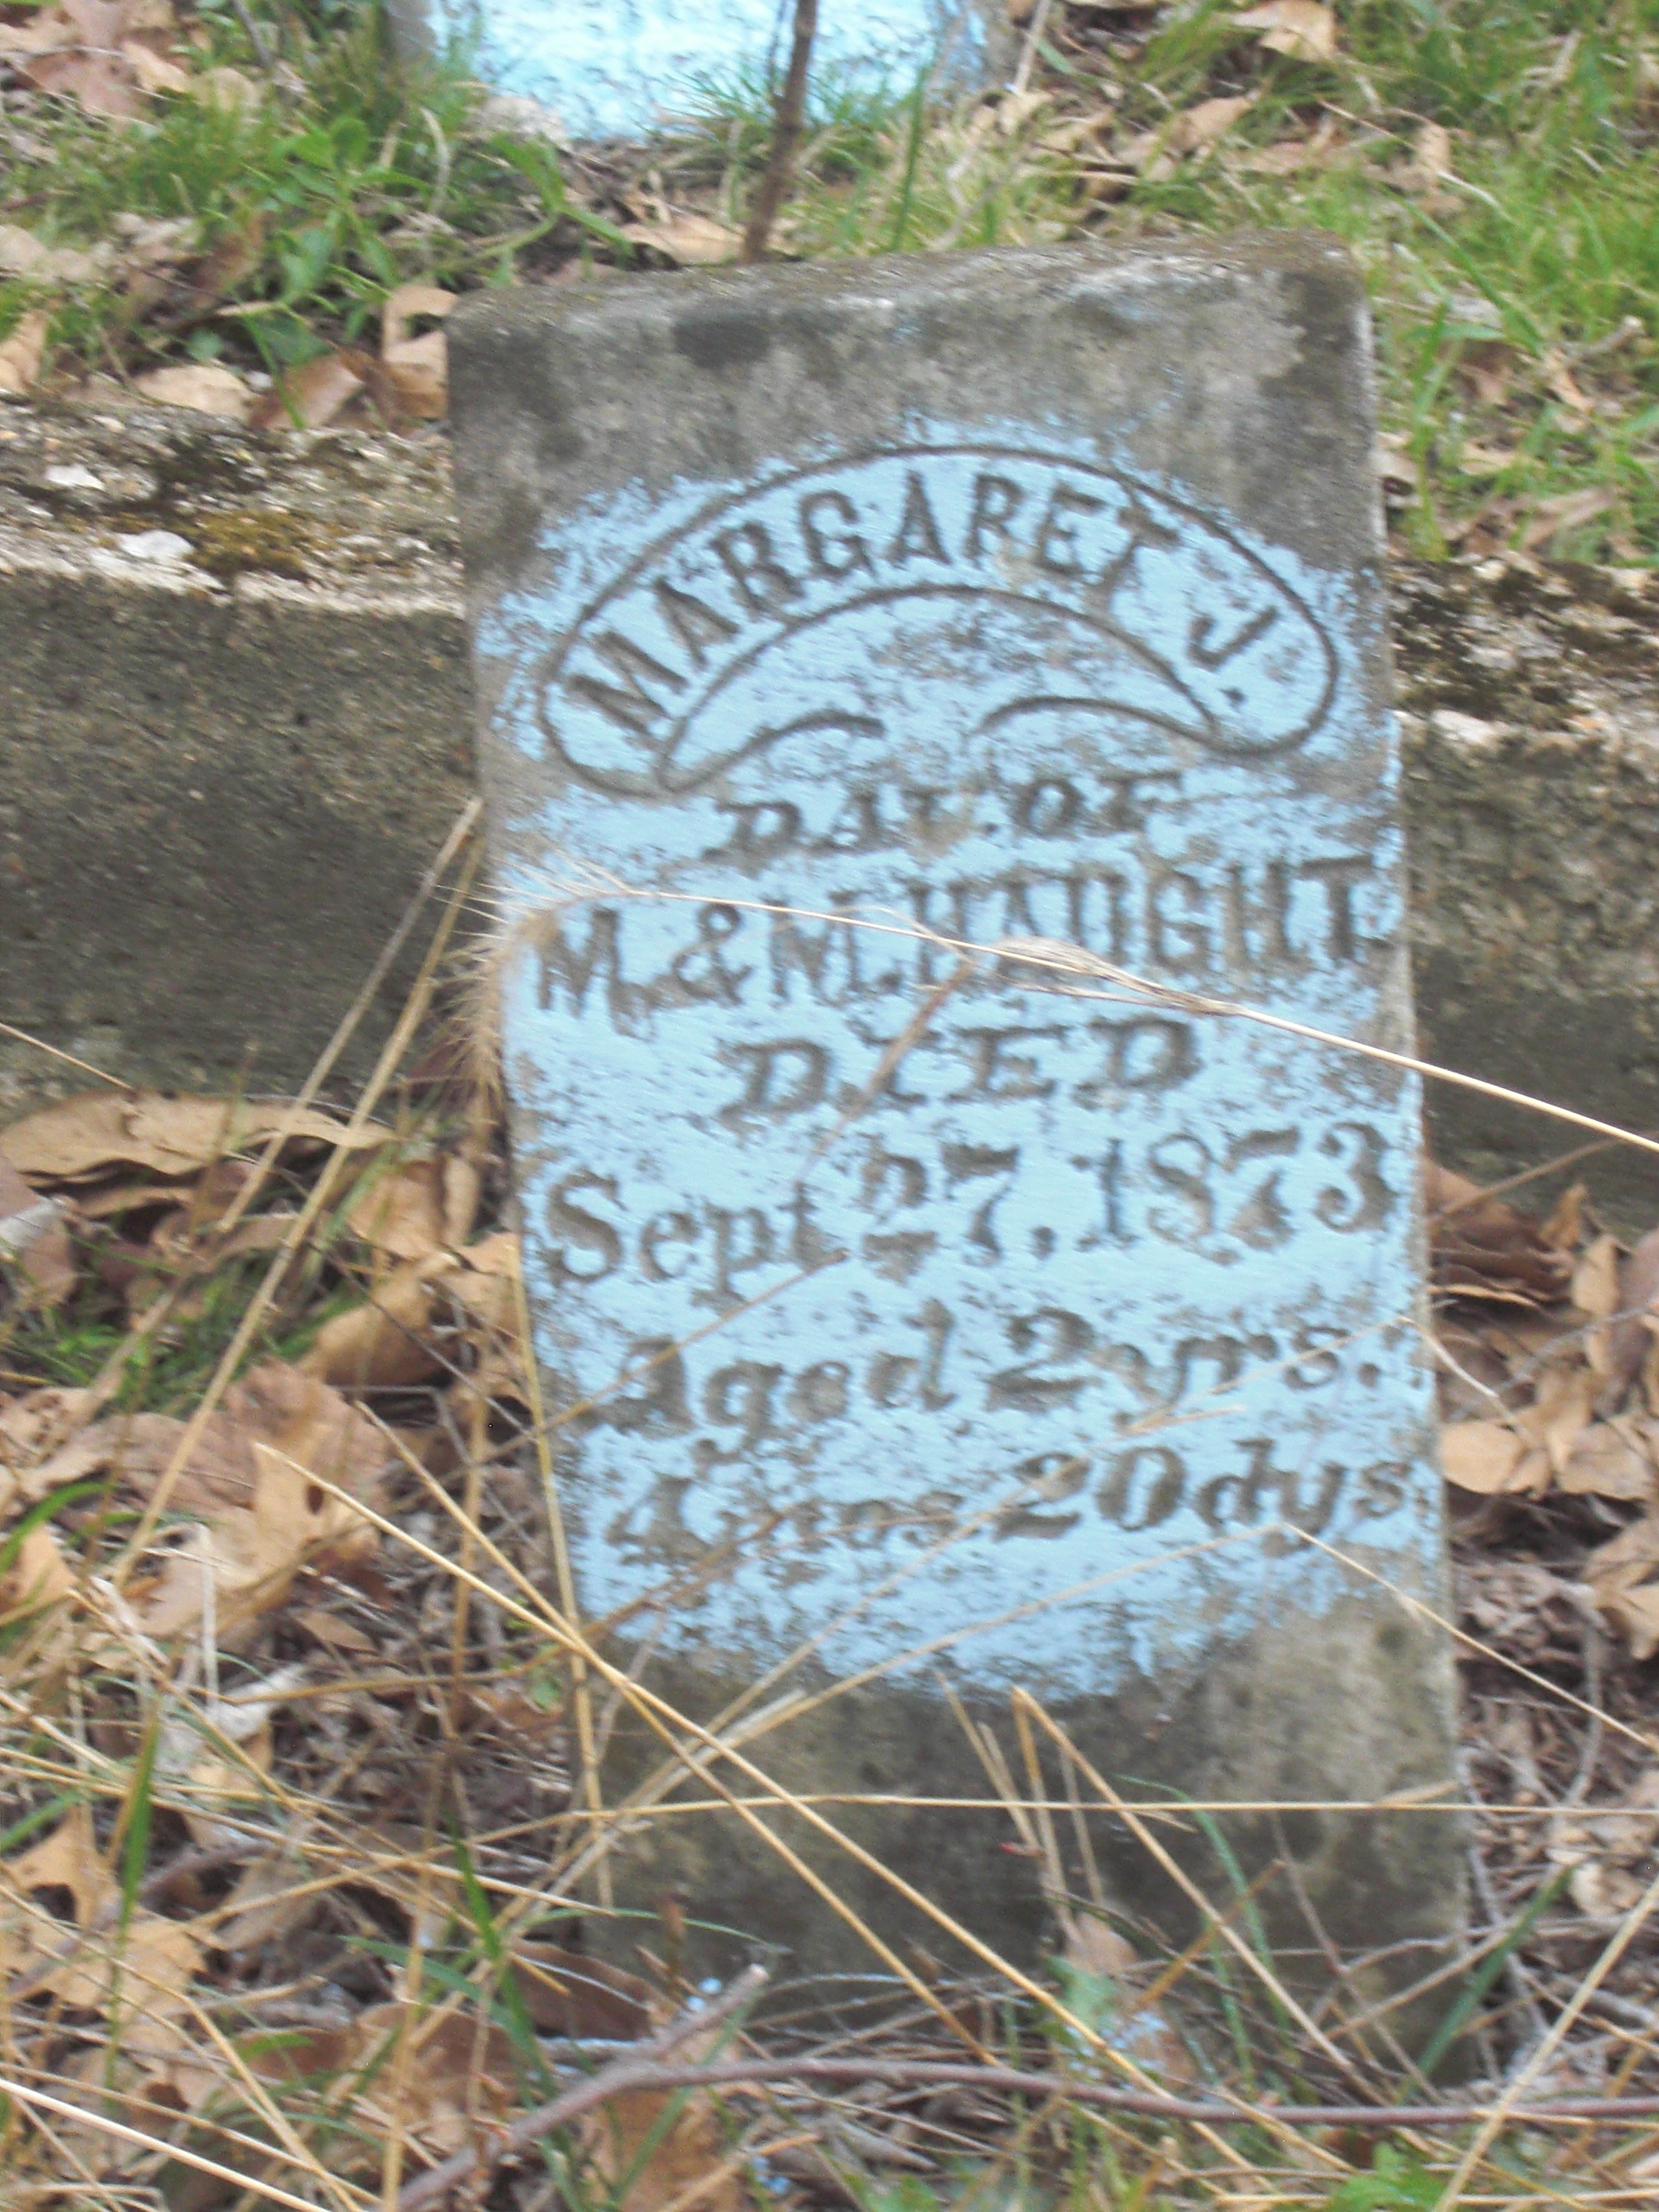 MARGARET J.
DAU. OF
M. & M. HAUGHT
DIED
Sept. 27, 1873
Aged 2 yrs.
4 mos 20 dys